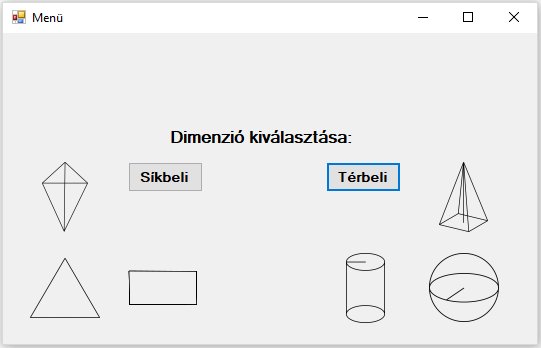 Menü
Dimenzió kiválasztása:
Síkbeli
Térbeli